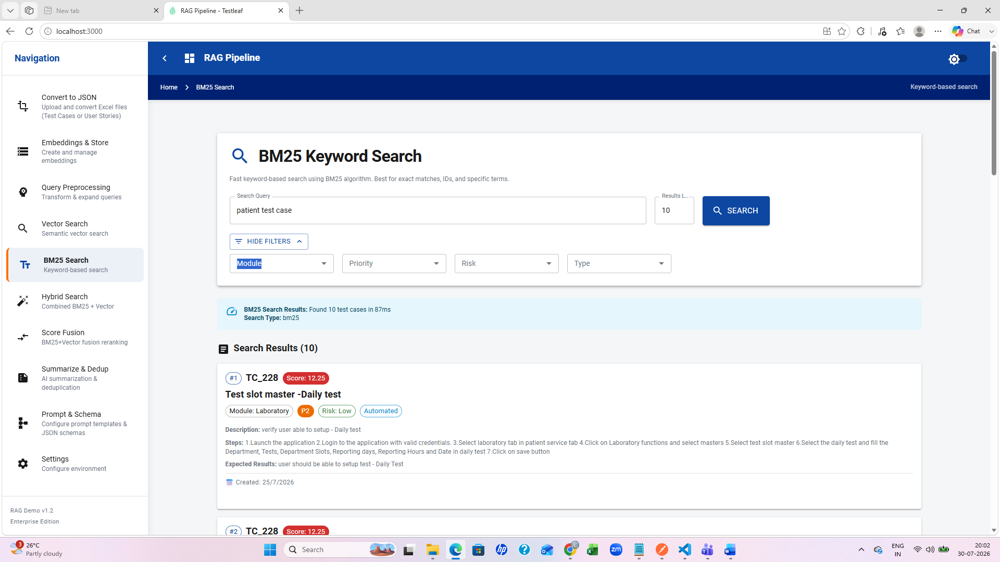 New tab
RAG Pipeline - Testleaf
localhost:3000
Chat
Navigation
RAG Pipeline
Home
BM25 Search
Keyword-based search
Convert to JSON
Upload and convert Excel files
(Test Cases or User Stories)
Embeddings & Store
Create and manage
embeddings
Query Preprocessing
Transform & expand queries
Vector Search
Semantic vector search
BM25 Search
Keyword-based search
Hybrid Search
Combined BM25 + Vector
Score Fusion
BM25+Vector fusion reranking
Summarize & Dedup
AI summarization &
deduplication
Prompt & Schema
Configure prompt templates &
JSON schemas
Settings
Configure environment
RAG Demo v1.2
Enterprise Edition
BM25 Keyword Search
Fast keyword-based search using BM25 algorithm. Best for exact matches, IDs, and specific terms.
Search Query
patient test case
Results L...
10
SEARCH
HIDE FILTERS
Module
Priority
Risk
Type
BM25 Search Results: Found 10 test cases in 87ms
Search Type: bm25
Search Results (10)
#1 TC_228 Score: 12.25
Test slot master -Daily test
Module: Laboratory P2 Risk: Low Automated
Description: verify user able to setup - Daily test
Steps: 1.Launch the application 2.Login to the application with valid credentials. 3.Select laboratory tab in patient service tab 4.Click on Laboratory functions and select masters 5.Select test slot master 6.Select the daily test and fill the
Department, Tests, Department Slots, Reporting days, Reporting Hours and Date in daily test 7.Click on save button
Expected Results: user should be able to setup test - Daily Test
Created: 25/7/2026
#2 TC_228 Score: 12.25
3
26°C
Partly cloudy
Search
hp
zm
ENG
IN
20:02
30-07-2026